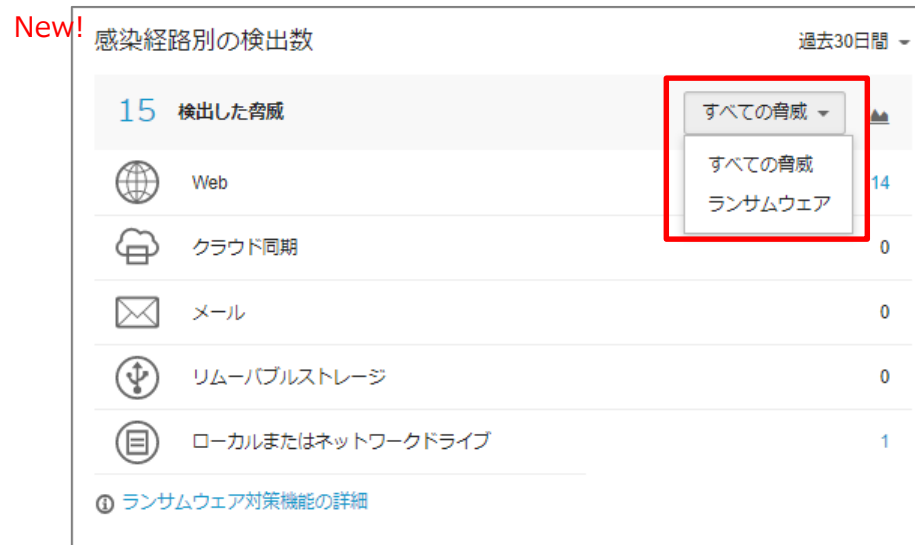 New!
感染経路別の検出数 過去30日間
15 検出した脅威 すべての脅威
すべての脅威
ランサムウェア
Web 14
クラウド同期 0
メール 0
リムーバブルストレージ 0
ローカルまたはネットワークドライブ 1
ランサムウェア対策機能の詳細